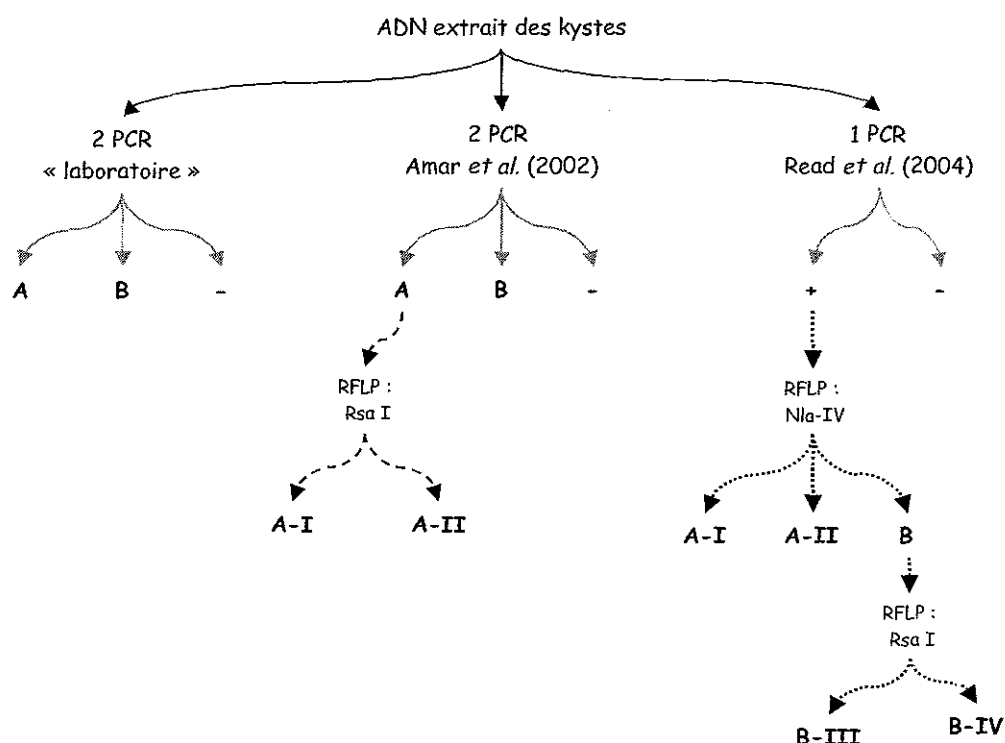 ADN extrait des kystes
2 PCR
« laboratoire »
2 PCR
Amar et al. (2002)
1 PCR
Read et al. (2004)
A
B
-
A
B
-
+
-
RFLP :
Rsa I
RFLP :
Nla-IV
A-I
A-II
A-I
A-II
B
RFLP :
Rsa I
B-III
B-IV